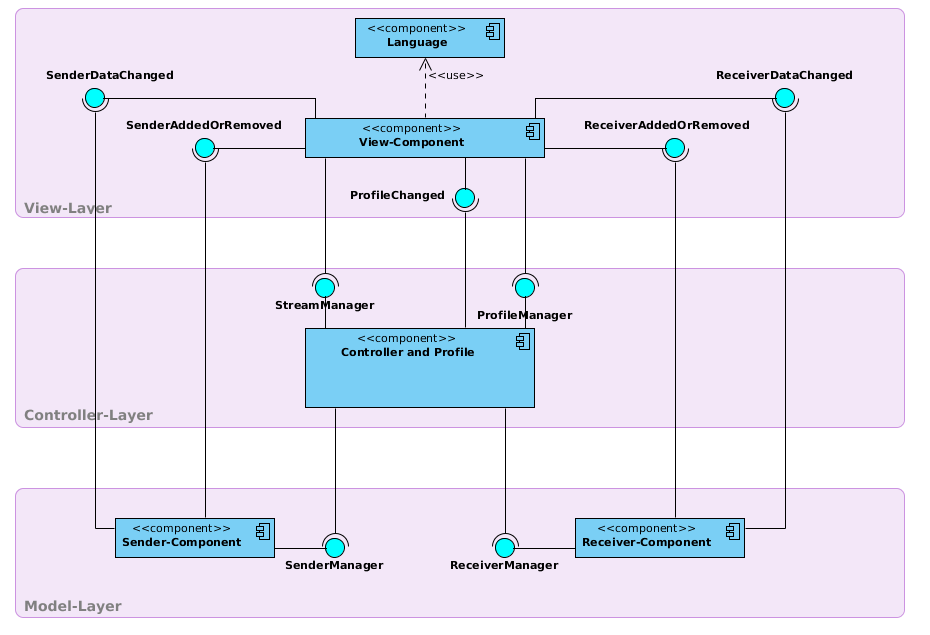 <<component>>
Language
<<use>>
SenderDataChanged
ReceiverDataChanged
SenderAddedOrRemoved
<<component>>
View-Component
ReceiverAddedOrRemoved
ProfileChanged
View-Layer
StreamManager
ProfileManager
<<component>>
Controller and Profile
Controller-Layer
<<component>>
Sender-Component
<<component>>
Receiver-Component
SenderManager
ReceiverManager
Model-Layer